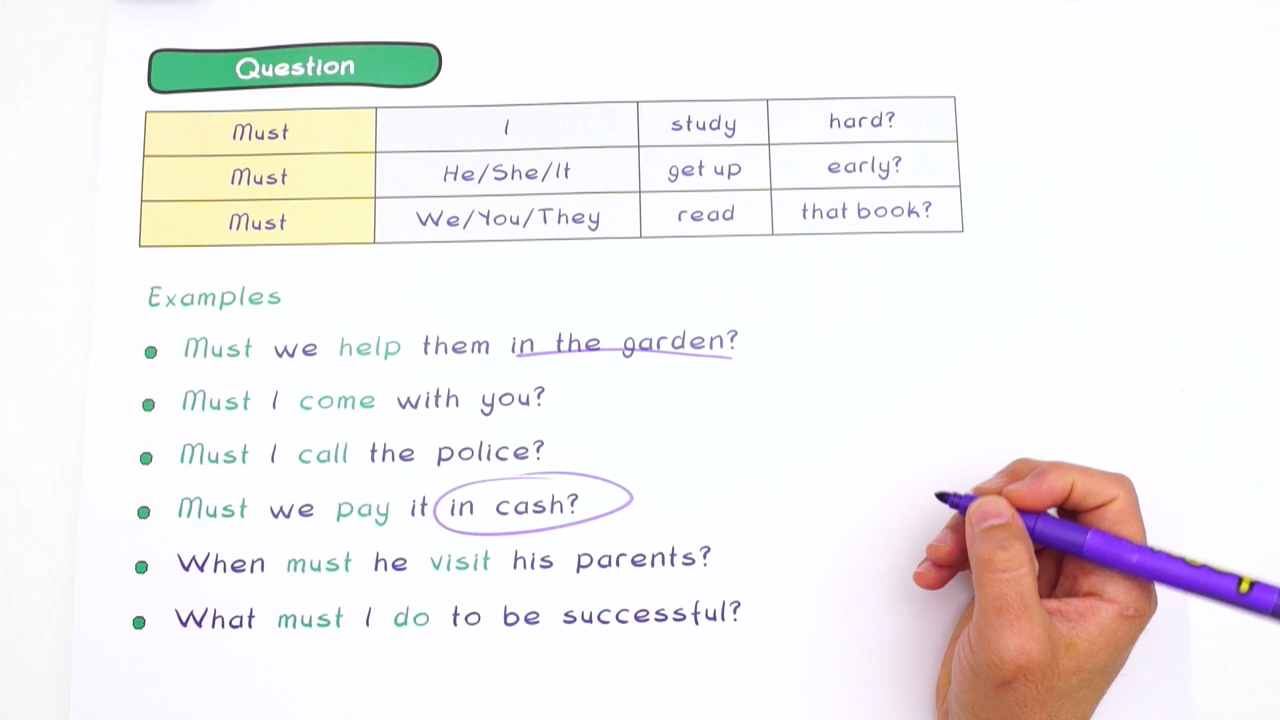 Question
Must I study hard?
Must He/She/It get up early?
Must We/You/They read that book?
Examples
Must we help them in the garden?
Must I come with you?
Must I call the police?
Must we pay it in cash?
When must he visit his parents?
What must I do to be successful?